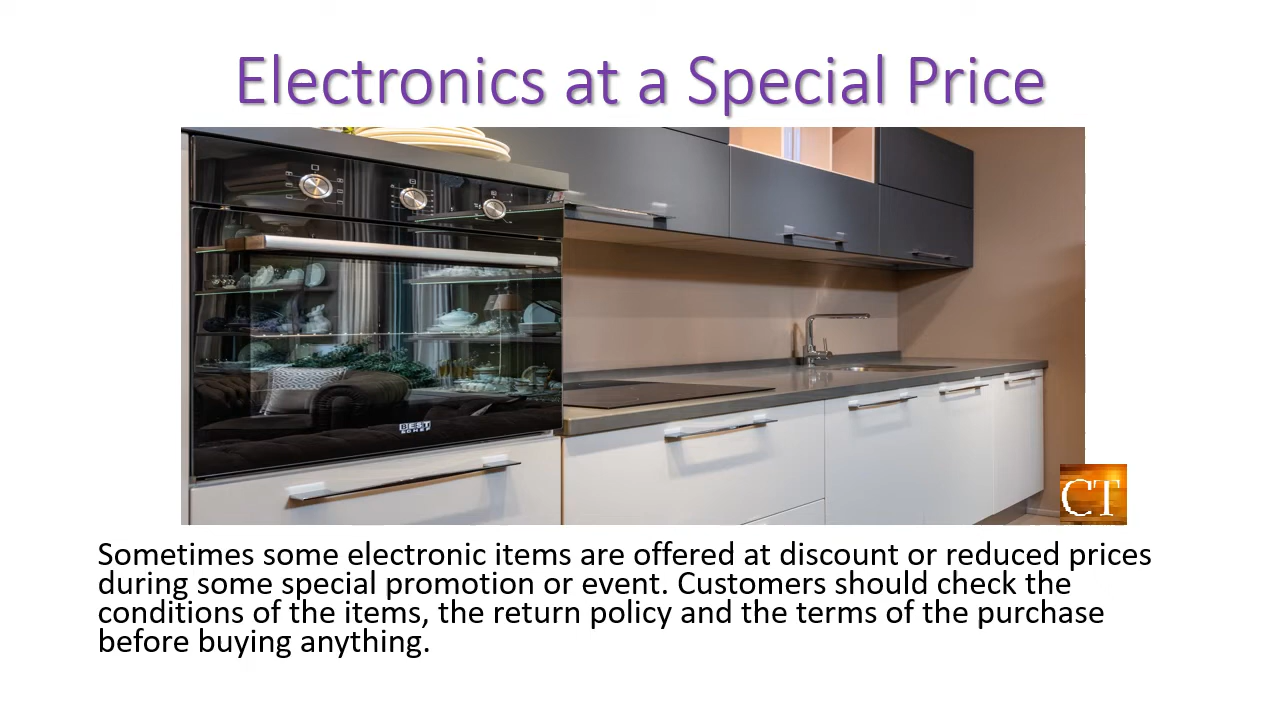 Electronics at a Special Price
BEST
CHEF
CT
Sometimes some electronic items are offered at discount or reduced prices
during some special promotion or event. Customers should check the
conditions of the items, the return policy and the terms of the purchase
before buying anything.